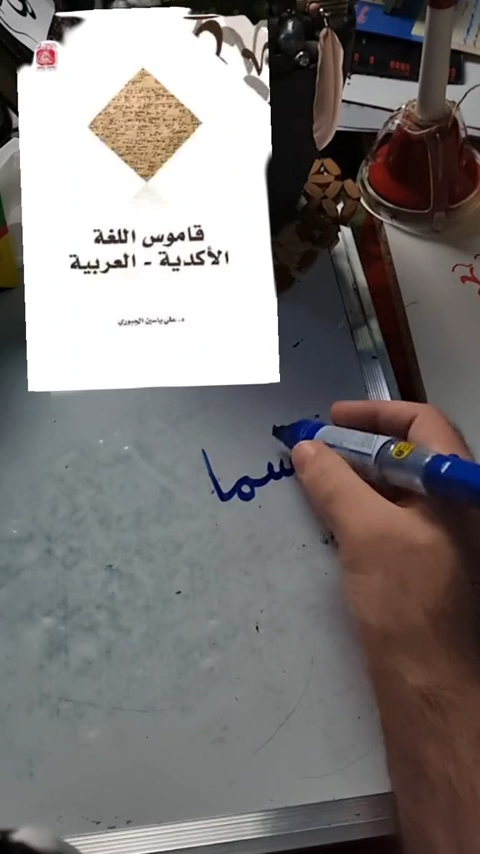 قاموس اللغة
الأكدية - العربية
د. علي ياسين الجبوري
سما